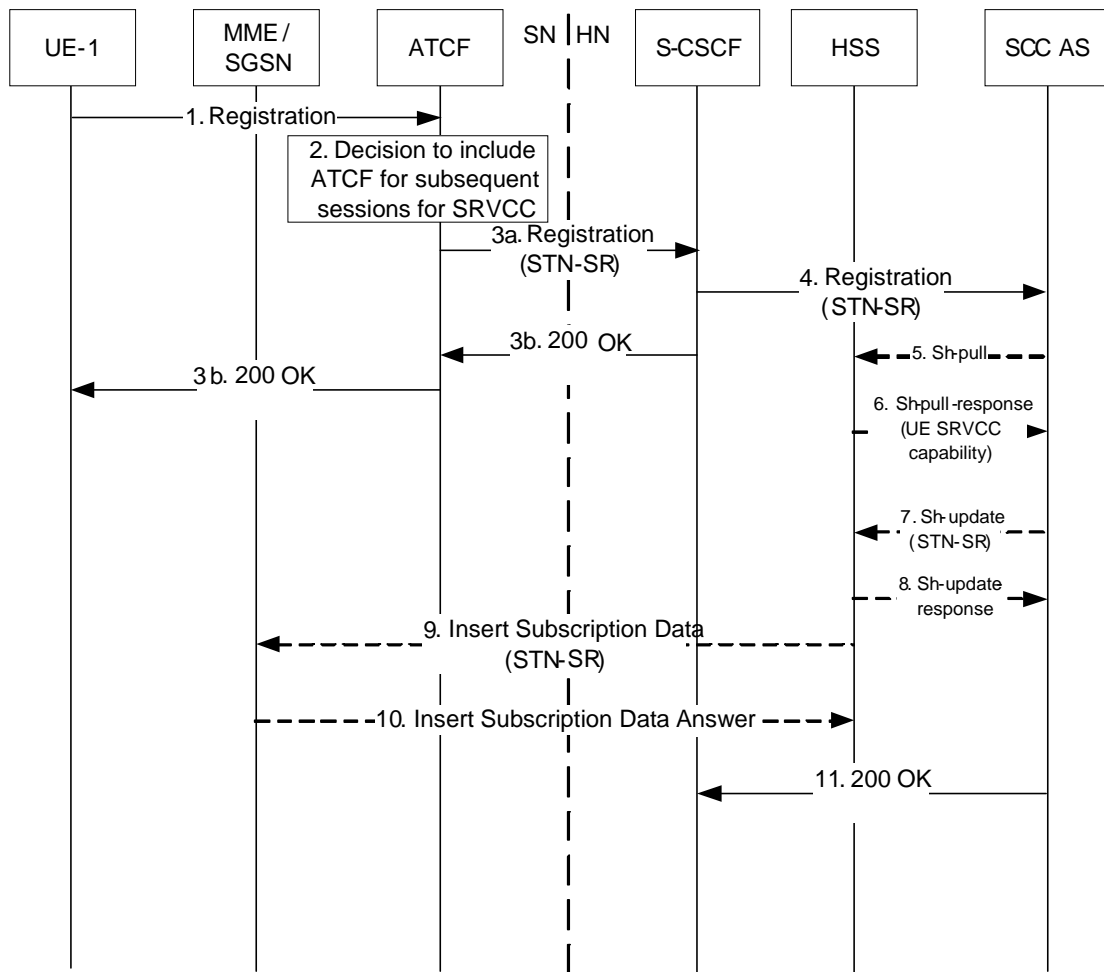 UE-1
MME /
SGSN
ATCF
SN
HN
S-CSCF
HSS
SCC AS
1. Registration
2. Decision to include
ATCF for subsequent
sessions for SRVCC
3a. Registration
(STN-SR)
4. Registration
(STN-SR)
3b. 200 OK
5. Sh-pull
3b. 200 OK
6. Sh-pull-response
(UE SRVCC
capability)
7. Sh-update
(STN-SR)
8. Sh-update
response
9. Insert Subscription Data
(STN-SR)
10. Insert Subscription Data Answer
11. 200 OK